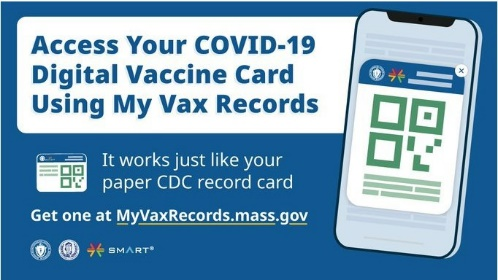 Access Your COVID-19
Digital Vaccine Card
Using My Vax Records
It works just like your
paper CDC record card
Get one at MyVaxRecords.mass.gov
SMART®